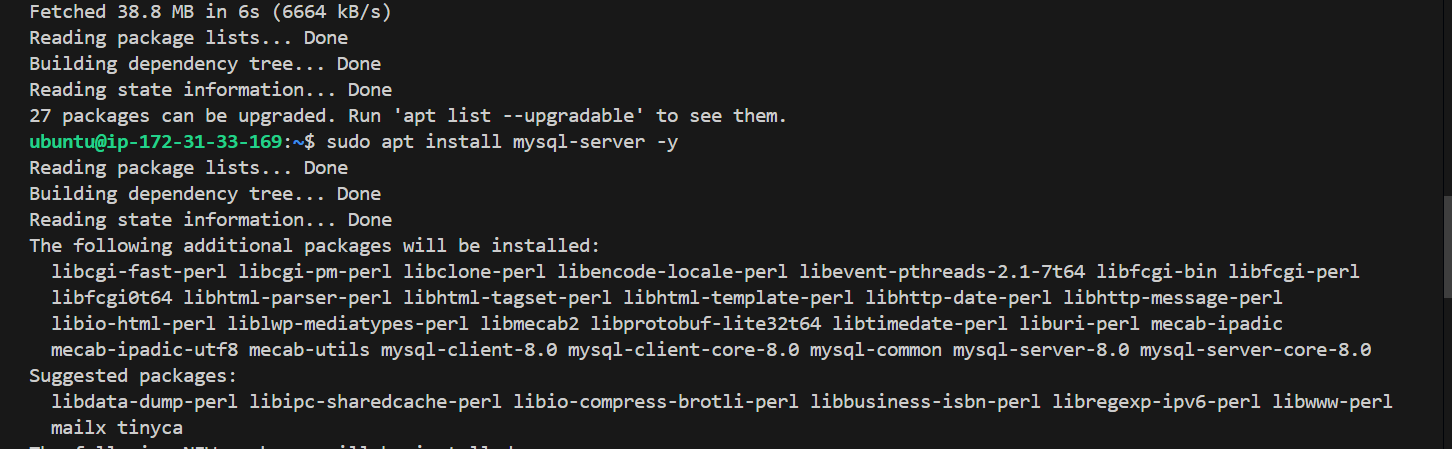 Fetched 38.8 MB in 6s (6664 kB/s)
Reading package lists... Done
Building dependency tree... Done
Reading state information... Done
27 packages can be upgraded. Run 'apt list --upgradable' to see them.
ubuntu@ip-172-31-33-169:~$ sudo apt install mysql-server -y
Reading package lists... Done
Building dependency tree... Done
Reading state information... Done
The following additional packages will be installed:
  libcgi-fast-perl libcgi-pm-perl libclone-perl libencode-locale-perl libevent-pthreads-2.1-7t64 libfcgi-bin libfcgi-perl
  libfcgi0t64 libhtml-parser-perl libhtml-tagset-perl libhtml-template-perl libhttp-date-perl libhttp-message-perl
  libio-html-perl liblwp-mediatypes-perl libmecab2 libprotobuf-lite32t64 libtimedate-perl liburi-perl mecab-ipadic
  mecab-ipadic-utf8 mecab-utils mysql-client-8.0 mysql-client-core-8.0 mysql-common mysql-server-8.0 mysql-server-core-8.0
Suggested packages:
  libdata-dump-perl libipc-sharedcache-perl libio-compress-brotli-perl libbusiness-isbn-perl libregexp-ipv6-perl libwww-perl
  mailx tinyca